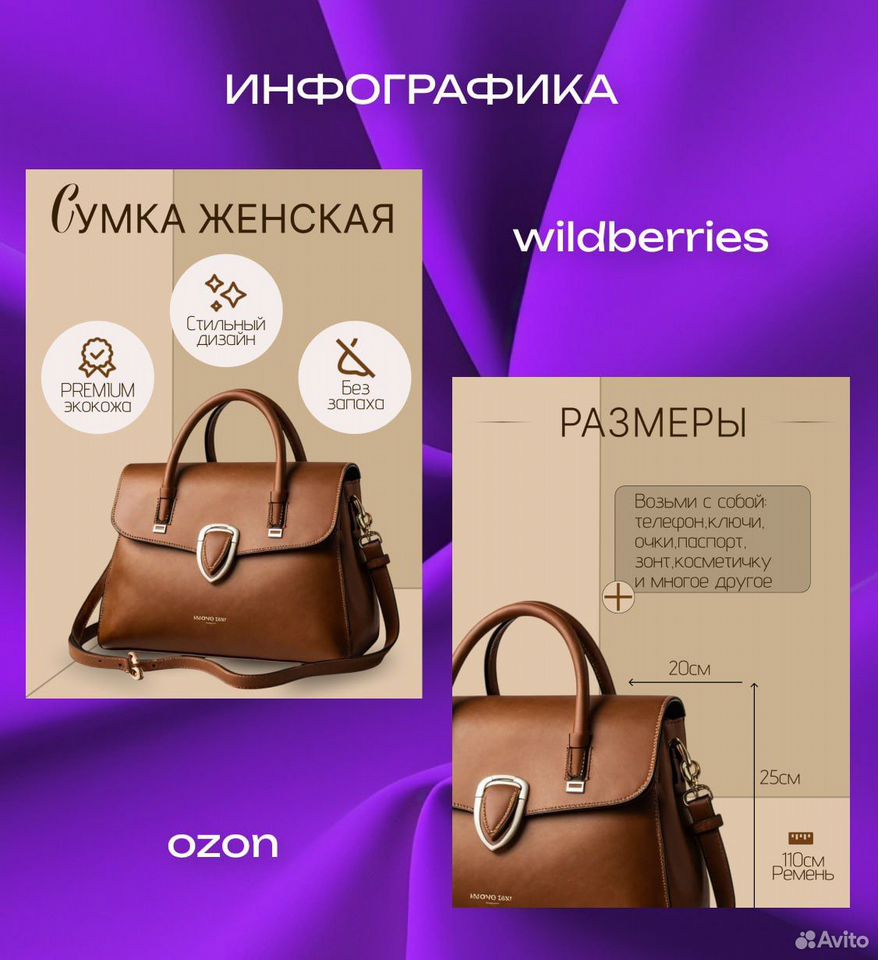 ИНФОГРАФИКА
СУМКА ЖЕНСКАЯ
Стильный
дизайн
PREMIUM
экокожа
Без
запаха
wildberries
РАЗМЕРЫ
Возьми с собой:
телефон,ключи,
очки,паспорт,
зонт,косметичку
и многое другое
20см
25см
110см
Ремень
ozon
Avito